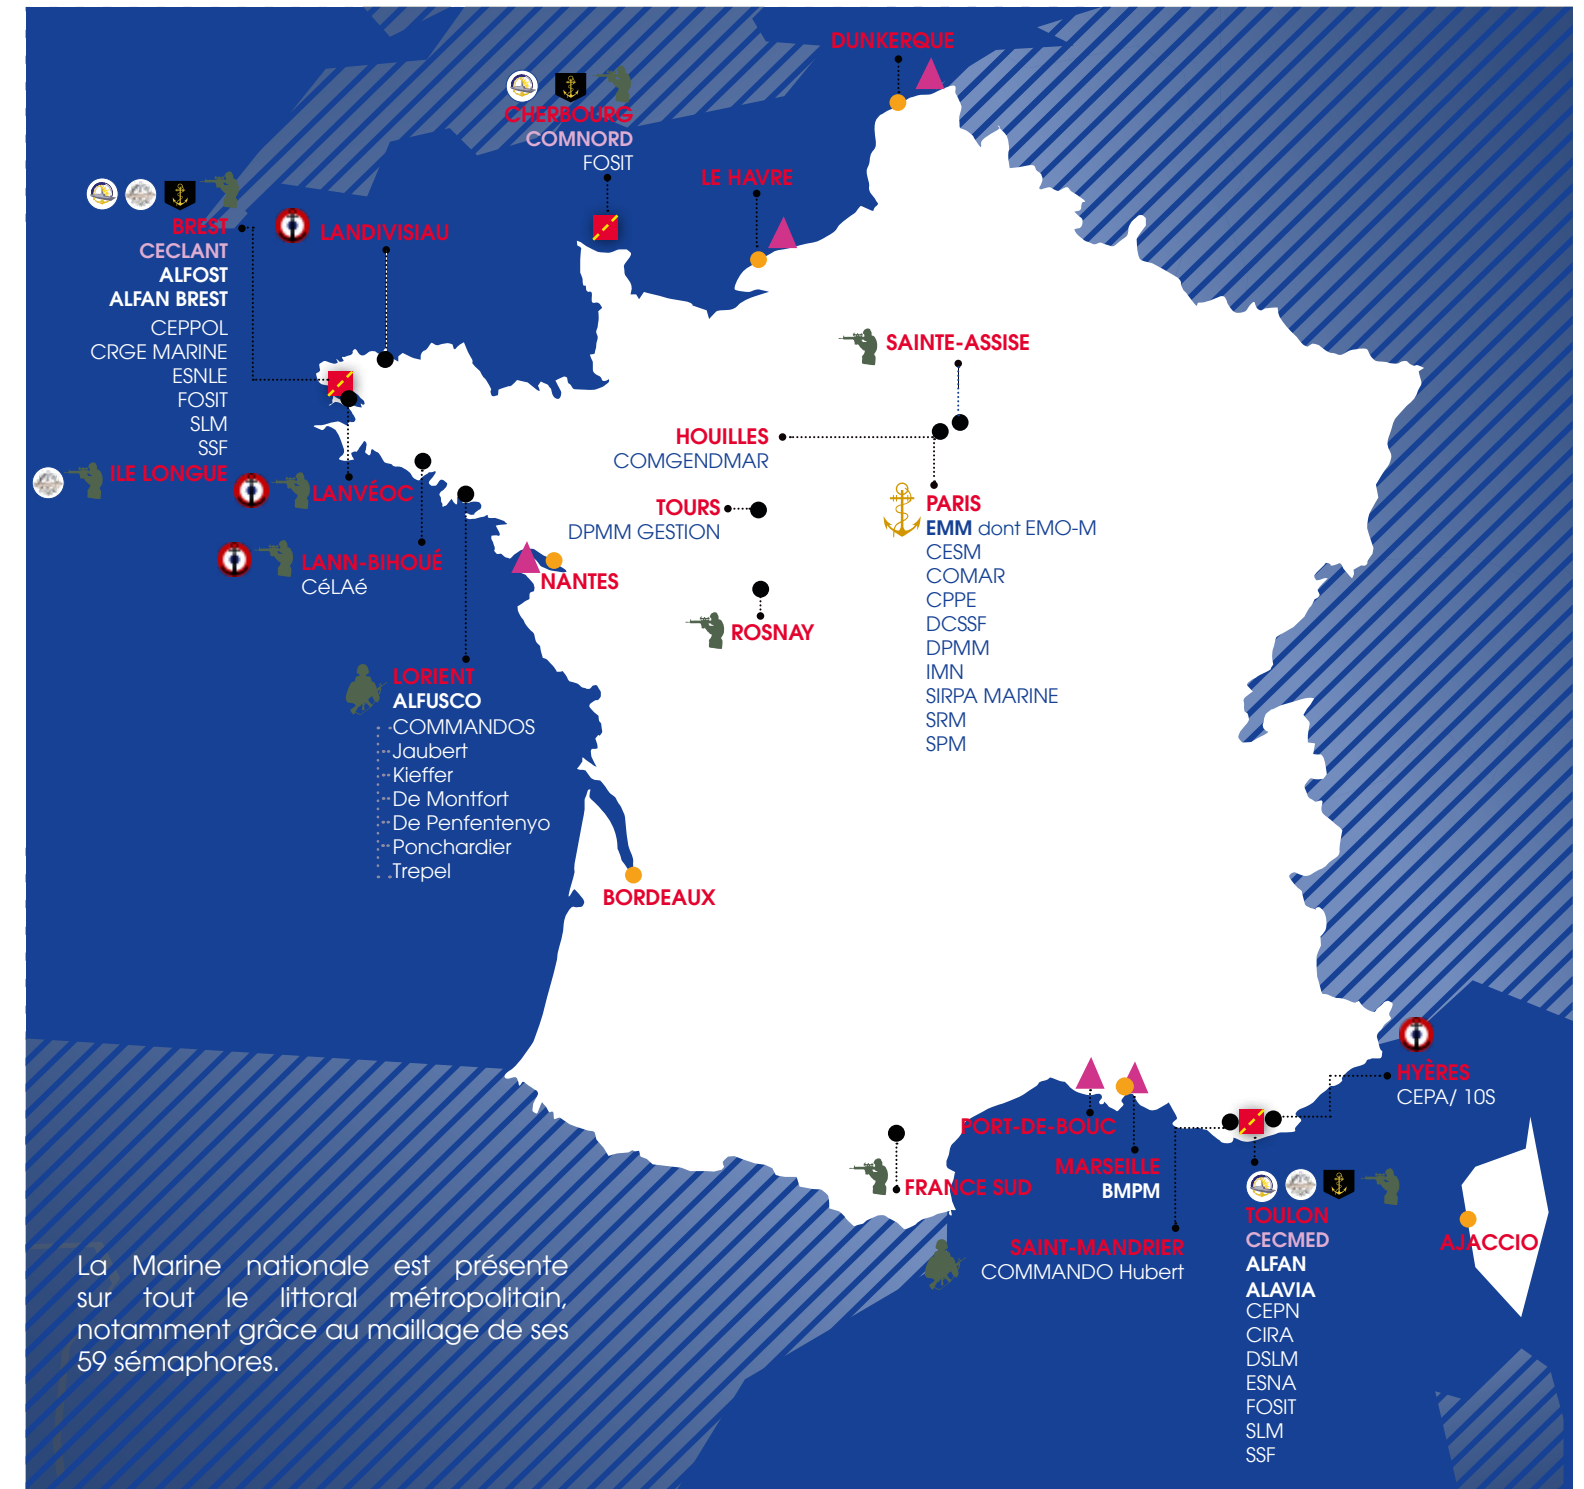 DUNKERQUE
CHERBOURG
COMNORD
FOSIT
LE HAVRE
BREST
CECLANT
ALFOST
ALFAN BREST
CEPPOL
CRGE MARINE
ESNLE
FOSIT
SLM
SSF
ILE LONGUE
LANDIVISIAU
LANVÉOC
LANN-BIHOUÉ
CéLAé
LORIENT
ALFUSCO
COMMANDOS
Jaubert
Kieffer
De Montfort
De Penfentenyo
Ponchardier
Trepel
NANTES
BORDEAUX
SAINTE-ASSISE
HOUILLES
COMGENDMAR
TOURS
DPMM GESTION
ROSNAY
PARIS
EMM dont EMO-M
CESM
COMAR
CPPE
DCSSF
DPMM
IMN
SIRPA MARINE
SRM
SPM
HYÈRES
CEPA/ 10S
PORT-DE-BOUC
MARSEILLE
BMPM
FRANCE SUD
SAINT-MANDRIER
COMMANDO Hubert
TOULON
CECMED
ALFAN
ALAVIA
CEPN
CIRA
DSLM
ESNA
FOSIT
SLM
SSF
AJACCIO
La Marine nationale est présente
sur tout le littoral métropolitain,
notamment grâce au maillage de ses
59 sémaphores.